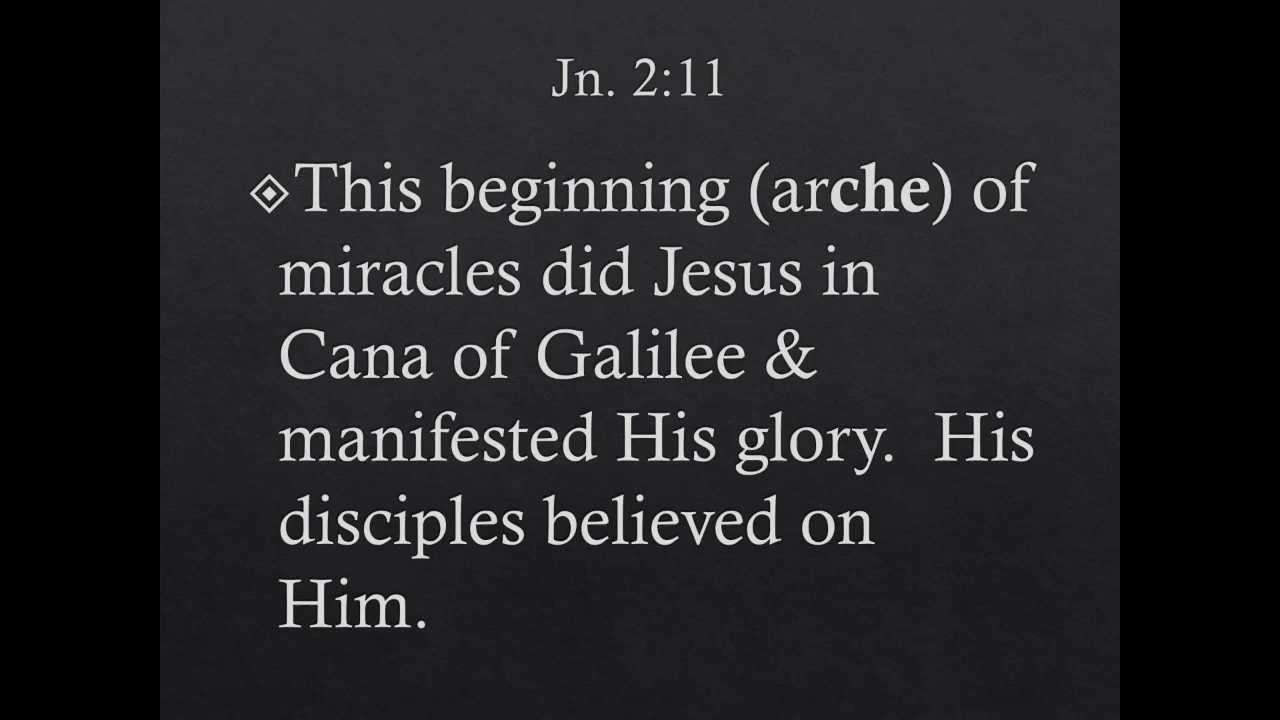 Jn. 2:11
This beginning (arche) of
miracles did Jesus in
Cana of Galilee &
manifested His glory.  His
disciples believed on
Him.